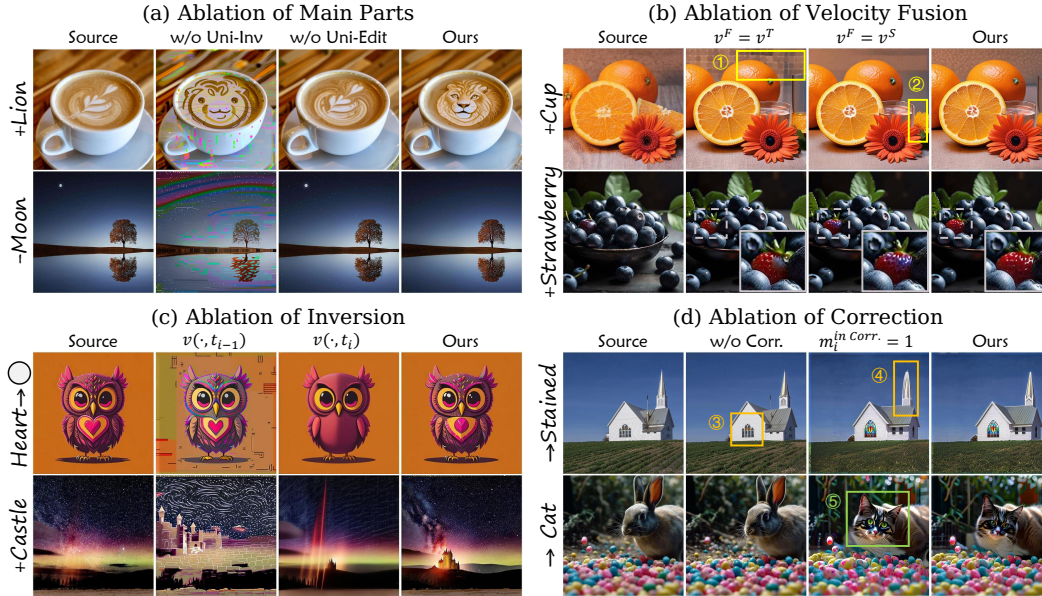 (a) Ablation of Main Parts
Source w/o Uni-Inv w/o Uni-Edit Ours
+Lion
−Moon
(b) Ablation of Velocity Fusion
Source v^F = v^T v^F = v^S Ours
① ②
+Cup
+Strawberry
(c) Ablation of Inversion
Source v(·, t_{i−1}) v(·, t_i) Ours
Heart→
+Castle
(d) Ablation of Correction
Source w/o Corr. m_i^{in Corr.} = 1 Ours
③ ④
→Stained
⑤
→ Cat